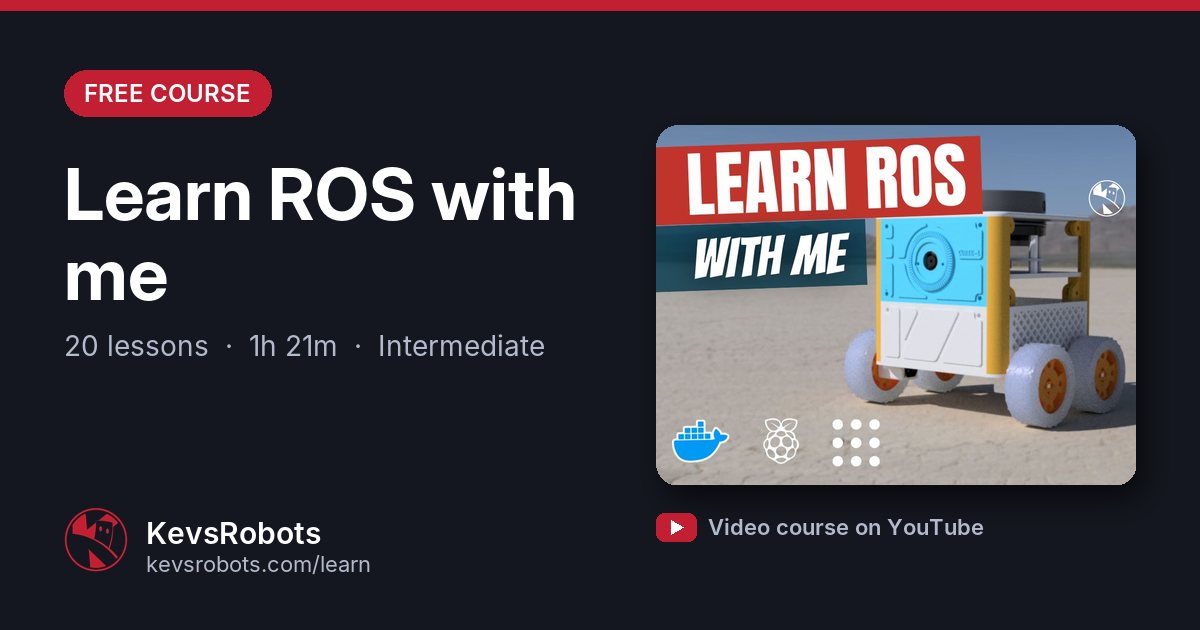 FREE COURSE
Learn ROS with
me
20 lessons · 1h 21m · Intermediate
LEARN ROS
WITH ME
KevsRobots
kevsrobots.com/learn
Video course on YouTube